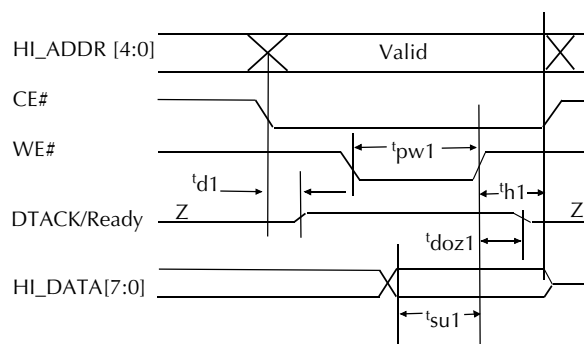 HI_ADDR [4:0] Valid
CE#
WE# tpw1
td1 th1
DTACK/Ready Z Z
tdoz1
HI_DATA[7:0]
tsu1